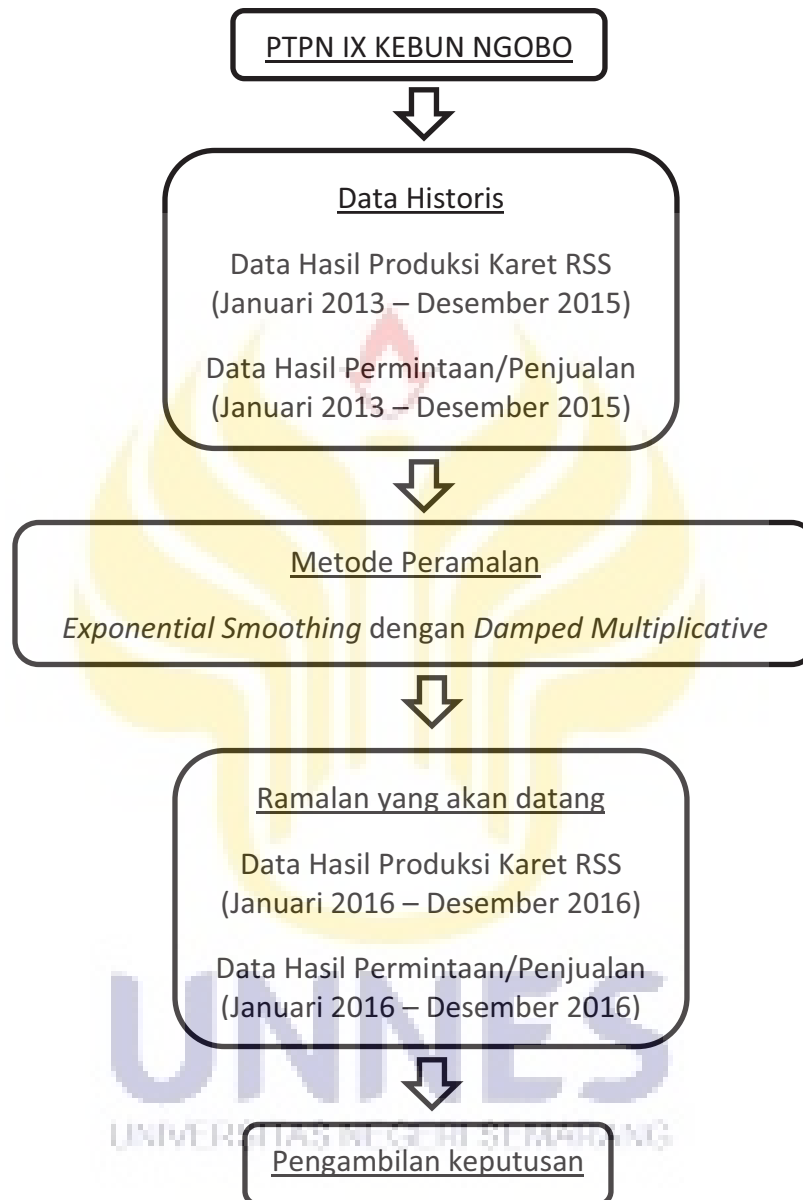 PTPN IX KEBUN NGOBO
Data Historis
Data Hasil Produksi Karet RSS
(Januari 2013 – Desember 2015)
Data Hasil Permintaan/Penjualan
(Januari 2013 – Desember 2015)
Metode Peramalan
Exponential Smoothing dengan Damped Multiplicative
Ramalan yang akan datang
Data Hasil Produksi Karet RSS
(Januari 2016 – Desember 2016)
Data Hasil Permintaan/Penjualan
(Januari 2016 – Desember 2016)
UNNES
UNIVERSITAS NEGERI SEMARANG
Pengambilan keputusan